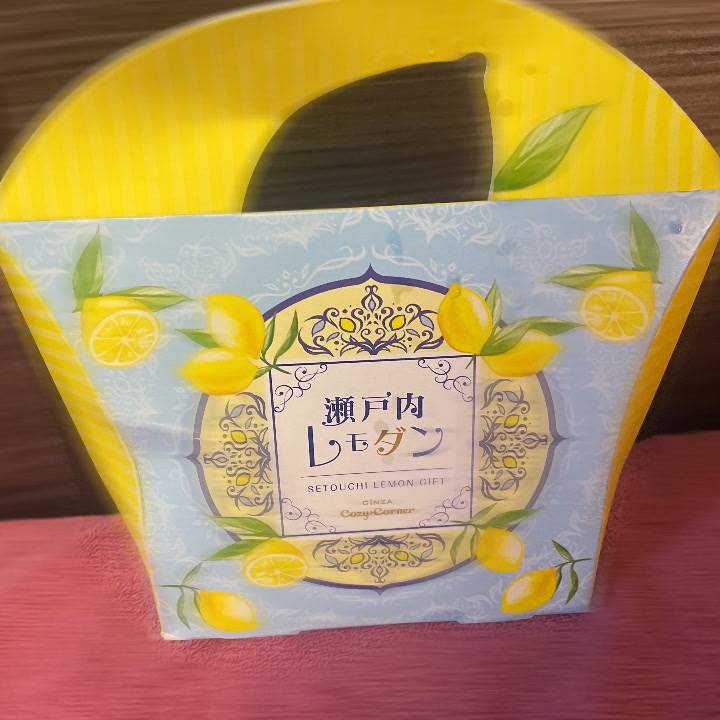 瀬戸内
レモダン
SETOUCHI LEMON GIFT
GINZA
Cozy Corner